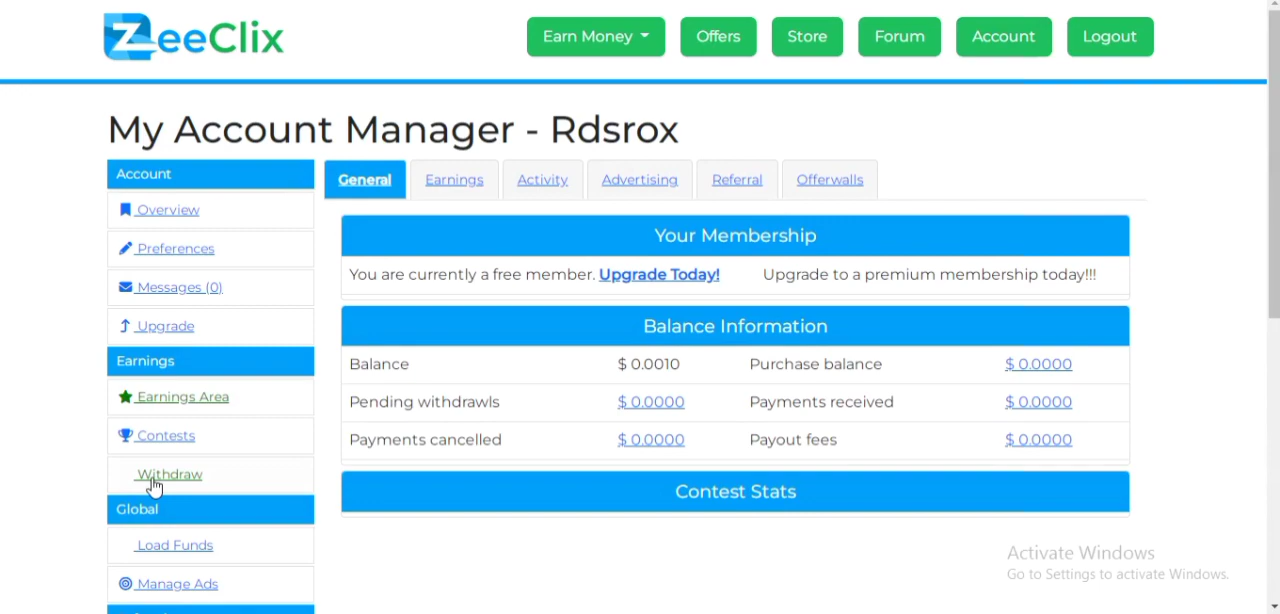 ZeeClix
Earn Money Offers Store Forum Account Logout
My Account Manager - Rdsrox
Account
Overview
Preferences
Messages (0)
Upgrade
Earnings
Earnings Area
Contests
Withdraw
Global
Load Funds
Manage Ads
General Earnings Activity Advertising Referral Offerwalls
Your Membership
You are currently a free member. Upgrade Today! Upgrade to a premium membership today!!!
Balance Information
Balance $ 0.0010 Purchase balance $ 0.0000
Pending withdrawls $ 0.0000 Payments received $ 0.0000
Payments cancelled $ 0.0000 Payout fees $ 0.0000
Contest Stats
Activate Windows
Go to Settings to activate Windows.